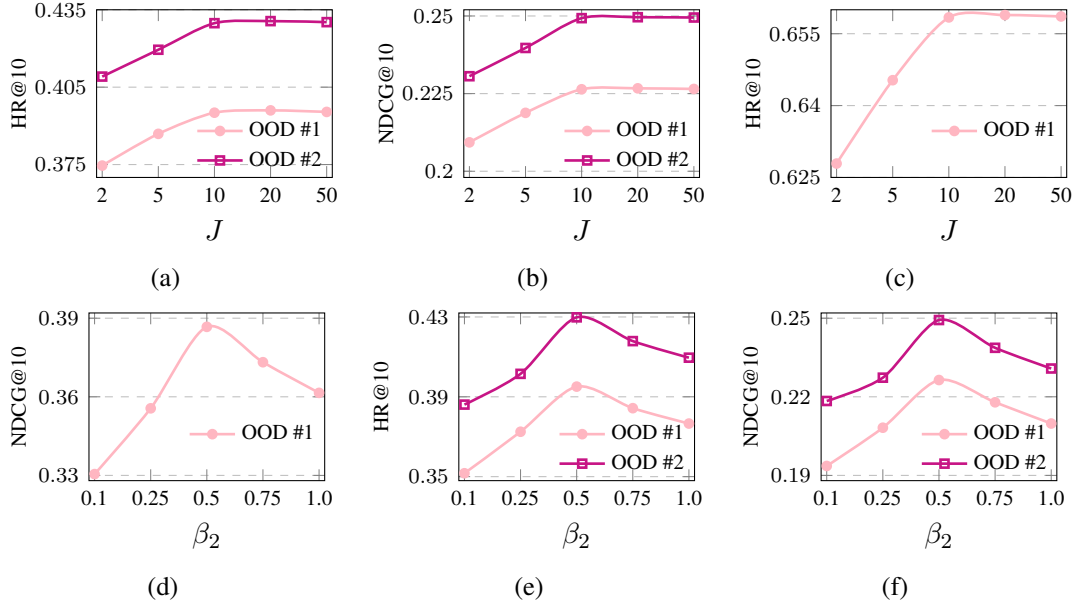 HR@10
0.435
0.405
0.375
OOD #1
OOD #2
2 5 10 20 50
J
(a)
NDCG@10
0.25
0.225
0.2
OOD #1
OOD #2
2 5 10 20 50
J
(b)
HR@10
0.655
0.64
0.625
OOD #1
2 5 10 20 50
J
(c)
NDCG@10
0.39
0.36
0.33
OOD #1
0.1 0.25 0.5 0.75 1.0
β₂
(d)
HR@10
0.43
0.39
0.35
OOD #1
OOD #2
0.1 0.25 0.5 0.75 1.0
β₂
(e)
NDCG@10
0.25
0.22
0.19
OOD #1
OOD #2
0.1 0.25 0.5 0.75 1.0
β₂
(f)